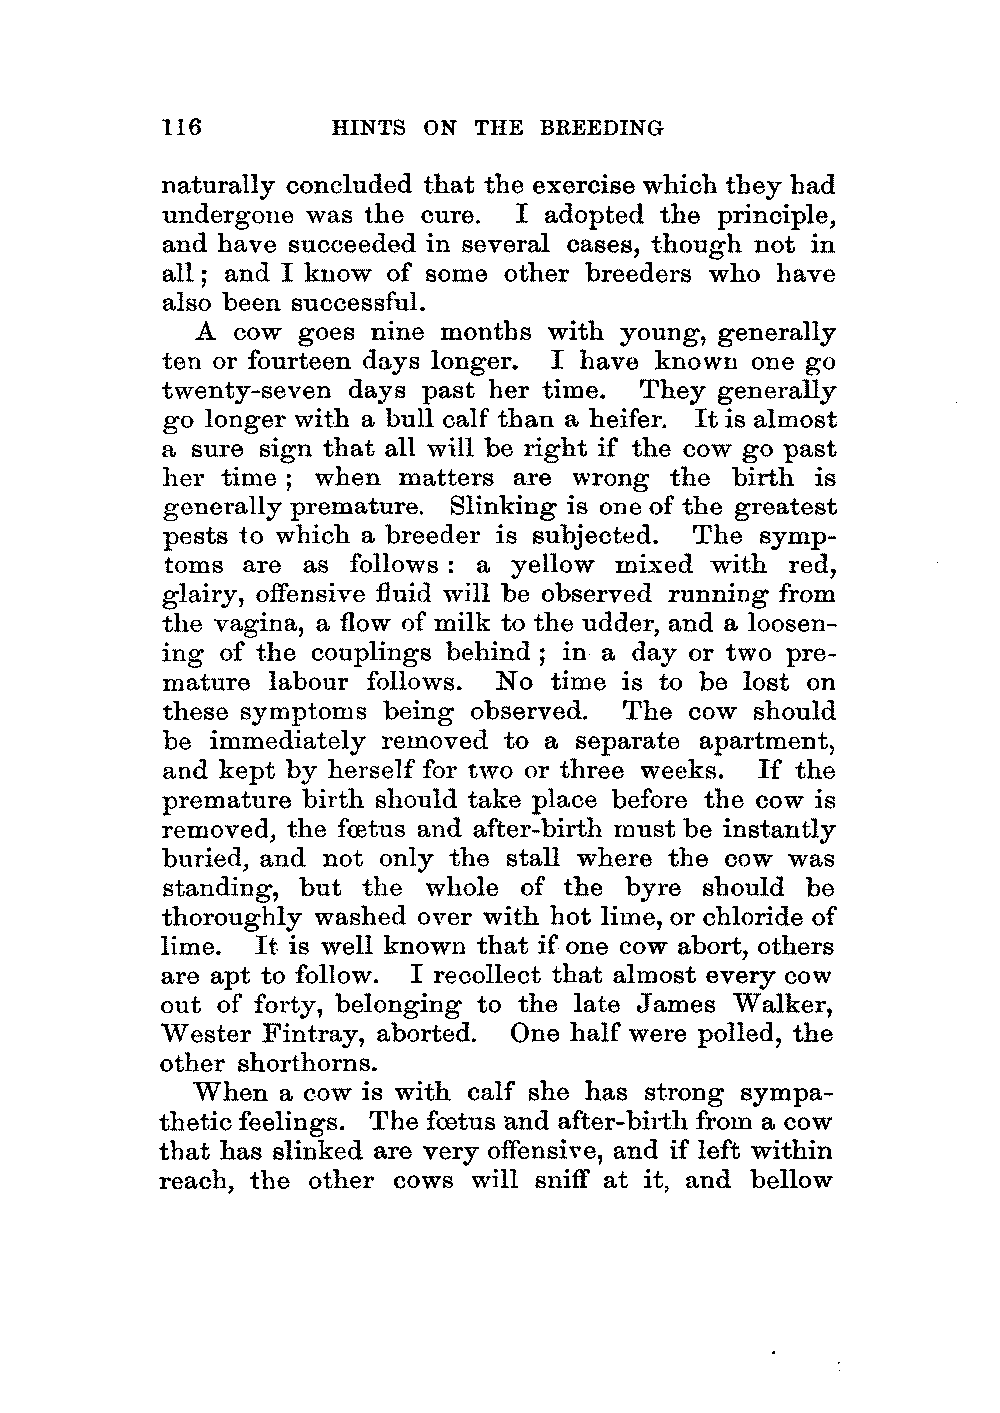 116 HINTS ON THE BREEDING
naturally concluded that the exercise which they had
undergone was the cure. I adopted the principle,
and have succeeded in several cases, though not in
all; and I know of some other breeders who have
also been successful.
A cow goes nine months with young, generally
ten or fourteen days longer. I have known one go
twenty-seven days past her time. They generally
go longer with a bull calf than a heifer. It is almost
a sure sign that all will be right if the cow go past
her time; when matters are wrong the birth is
generally premature. Slinking is one of the greatest
pests to which a breeder is subjected. The symp-
toms are as follows: a yellow mixed with red,
glairy, offensive fluid will be observed running from
the vagina, a flow of milk to the udder, and a loosen-
ing of the couplings behind; in a day or two pre-
mature labour follows. No time is to be lost on
these symptoms being observed. The cow should
be immediately removed to a separate apartment,
and kept by herself for two or three weeks. If the
premature birth should take place before the cow is
removed, the fœtus and after-birth must be instantly
buried, and not only the stall where the cow was
standing, but the whole of the byre should be
thoroughly washed over with hot lime, or chloride of
lime. It is well known that if one cow abort, others
are apt to follow. I recollect that almost every cow
out of forty, belonging to the late James Walker,
Wester Fintray, aborted. One half were polled, the
other shorthorns.
When a cow is with calf she has strong sympa-
thetic feelings. The fœtus and after-birth from a cow
that has slinked are very offensive, and if left within
reach, the other cows will sniff at it, and bellow